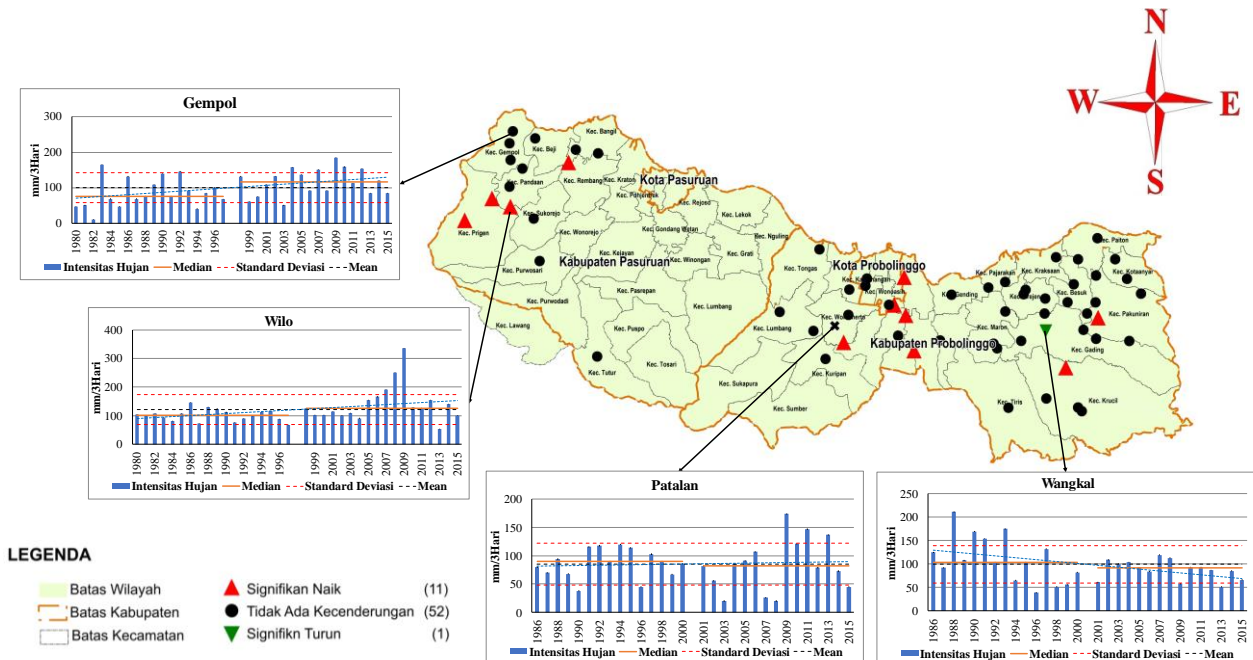 N
W E
S
Gempol
mm/3Hari
300
200
100
0
1980 1982 1984 1986 1988 1990 1992 1994 1996 1999 2001 2003 2005 2007 2009 2011 2013 2015
Intensitas Hujan Median Standard Deviasi Mean
Wilo
mm/3Hari
400
300
200
100
0
1980 1982 1984 1986 1988 1990 1992 1994 1996 1999 2001 2003 2005 2007 2009 2011 2013 2015
Intensitas Hujan Median Standard Deviasi Mean
Kec. Bangil
Kec. Gempol
Kec. Beji
Kec. Pandaan
Kec. Rembang
Kec. Kraton
Kota Pasuruan
Kec. Rejoso
Kec. Lekok
Kec. Prigen
Kec. Sukorejo
Kec. Wonorejo
Kec. Gondang Wetan
Kec. Nguling
Kec. Kejayan
Kec. Winongan
Kec. Grati
Kec. Purwosari
Kabupaten Pasuruan
Kec. Pasrepan
Kec. Purwodadi
Kec. Lumbang
Kec. Lawang
Kec. Puspo
Kec. Tosari
Kec. Tutur
Kec. Tongas
Kota Probolinggo
Kec. Lumbang
Kabupaten Probolinggo
Kec. Kuripan
Kec. Sukapura
Kec. Sumber
Kec. Gending
Kec. Pajarakan
Kec. Kraksaan
Kec. Paiton
Kec. Kotaanyar
Kec. Besuk
Kec. Pakuniran
Kec. Maron
Kec. Gading
Kec. Tiris
Kec. Krucil
Patalan
mm/3Hari
200
150
100
50
0
1986 1988 1990 1992 1994 1996 1998 2000 2001 2003 2005 2007 2009 2011 2013 2015
Intensitas Hujan Median Standard Deviasi Mean
Wangkal
mm/3Hari
250
200
150
100
50
0
1986 1988 1990 1992 1994 1996 1998 2000 2001 2003 2005 2007 2009 2011 2013 2015
Intensitas Hujan Median Standard Deviasi Mean
LEGENDA
Batas Wilayah
Batas Kabupaten
Batas Kecamatan
Signifikan Naik (11)
Tidak Ada Kecenderungan (52)
Signifikn Turun (1)